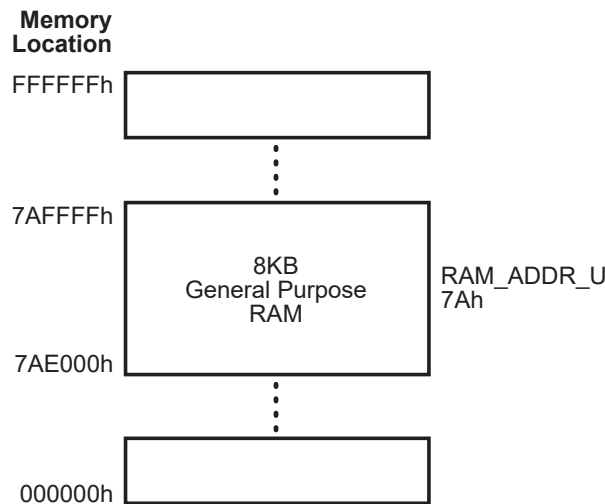 Memory
Location
FFFFFFh
7AFFFFh
8KB
General Purpose
RAM
RAM_ADDR_U
7Ah
7AE000h
000000h